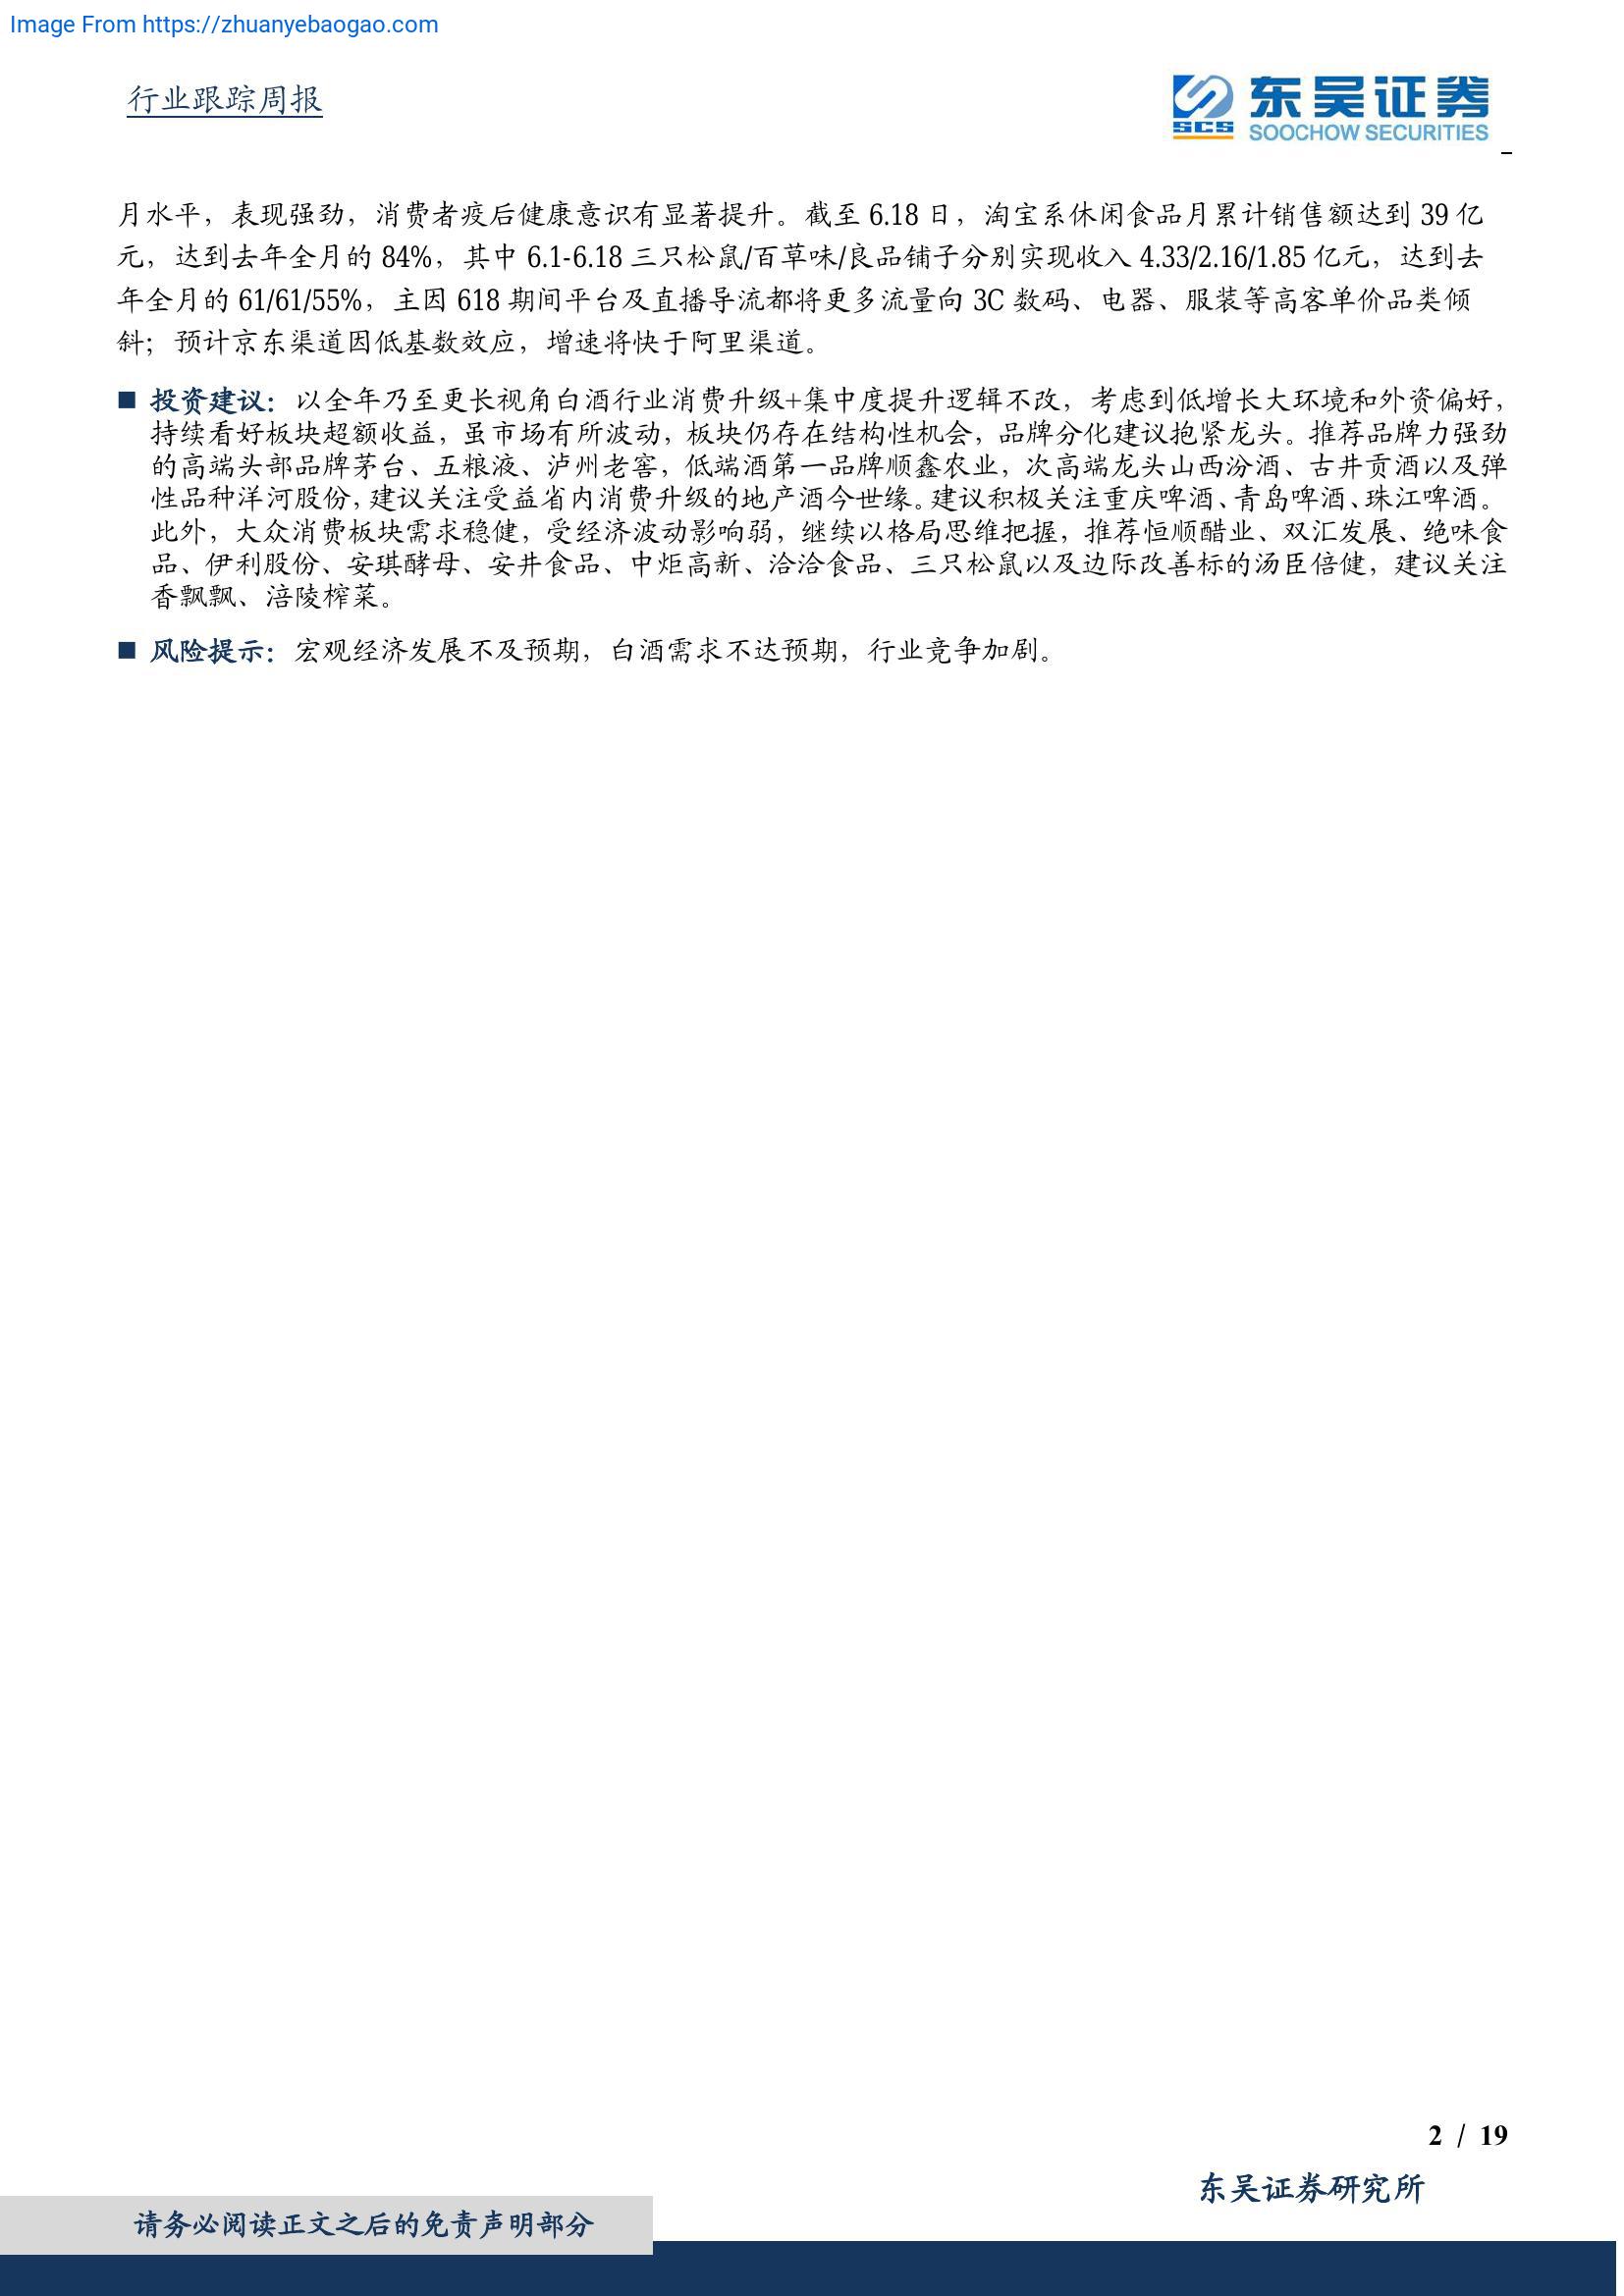 Image From https://zhuanyebaogao.com
行业跟踪周报
东吴证券
SCS
SOOCHOW SECURITIES
月水平，表现强劲，消费者疫后健康意识有显著提升。截至 6.18 日，淘宝系休闲食品月累计销售额达到 39 亿
元，达到去年全月的 84%，其中 6.1-6.18 三只松鼠/百草味/良品铺子分别实现收入 4.33/2.16/1.85 亿元，达到去
年全月的 61/61/55%，主因 618 期间平台及直播导流都将更多流量向 3C 数码、电器、服装等高客单价品类倾
斜；预计京东渠道因低基数效应，增速将快于阿里渠道。
■ 投资建议：以全年乃至更长视角白酒行业消费升级+集中度提升逻辑不改，考虑到低增长大环境和外资偏好，
持续看好板块超额收益，虽市场有所波动，板块仍存在结构性机会，品牌分化建议抱紧龙头。推荐品牌力强劲
的高端头部品牌茅台、五粮液、泸州老窖，低端酒第一品牌顺鑫农业，次高端龙头山西汾酒、古井贡酒以及弹
性品种洋河股份，建议关注受益省内消费升级的地产酒今世缘。建议积极关注重庆啤酒、青岛啤酒、珠江啤酒。
此外，大众消费板块需求稳健，受经济波动影响弱，继续以格局思维把握，推荐恒顺醋业、双汇发展、绝味食
品、伊利股份、安琪酵母、安井食品、中炬高新、洽洽食品、三只松鼠以及边际改善标的汤臣倍健，建议关注
香飘飘、涪陵榨菜。
■ 风险提示：宏观经济发展不及预期，白酒需求不达预期，行业竞争加剧。
2 / 19
东吴证券研究所
请务必阅读正文之后的免责声明部分